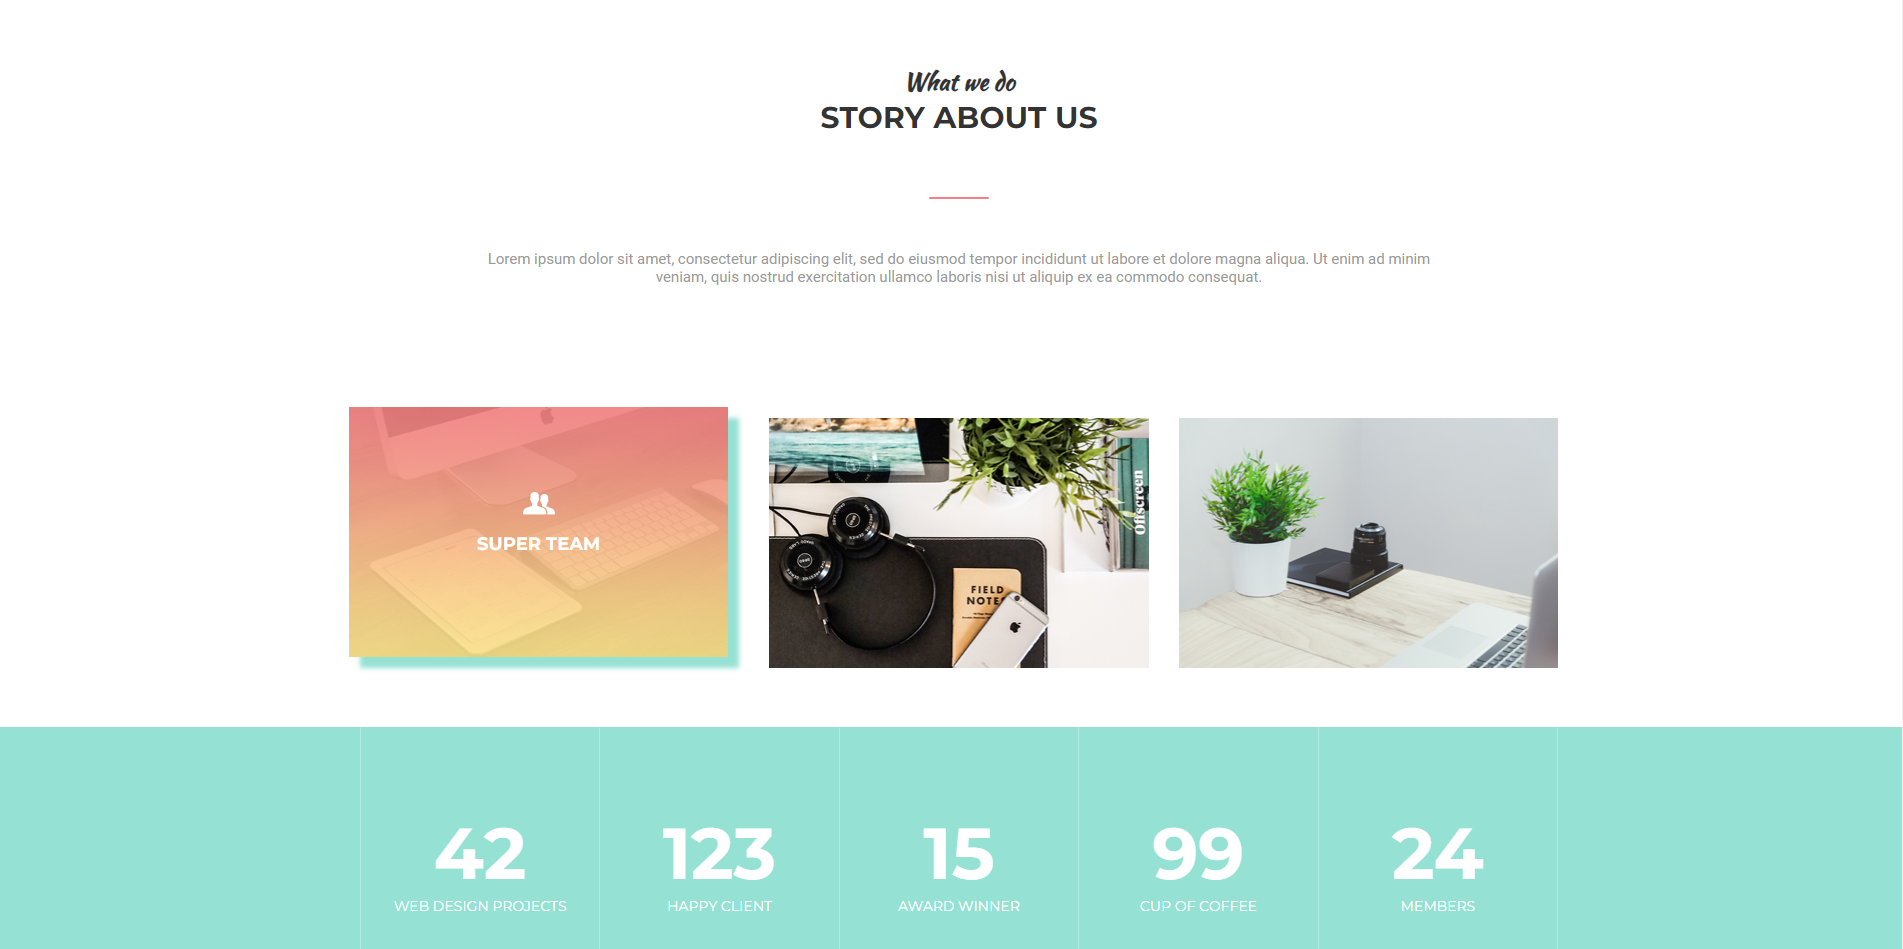 What we do
STORY ABOUT US
Lorem ipsum dolor sit amet, consectetur adipiscing elit, sed do eiusmod tempor incididunt ut labore et dolore magna aliqua. Ut enim ad minim
veniam, quis nostrud exercitation ullamco laboris nisi ut aliquip ex ea commodo consequat.
SUPER TEAM
Offscreen
FIELD
NOTES
42
WEB DESIGN PROJECTS
123
HAPPY CLIENT
15
AWARD WINNER
99
CUP OF COFFEE
24
MEMBERS